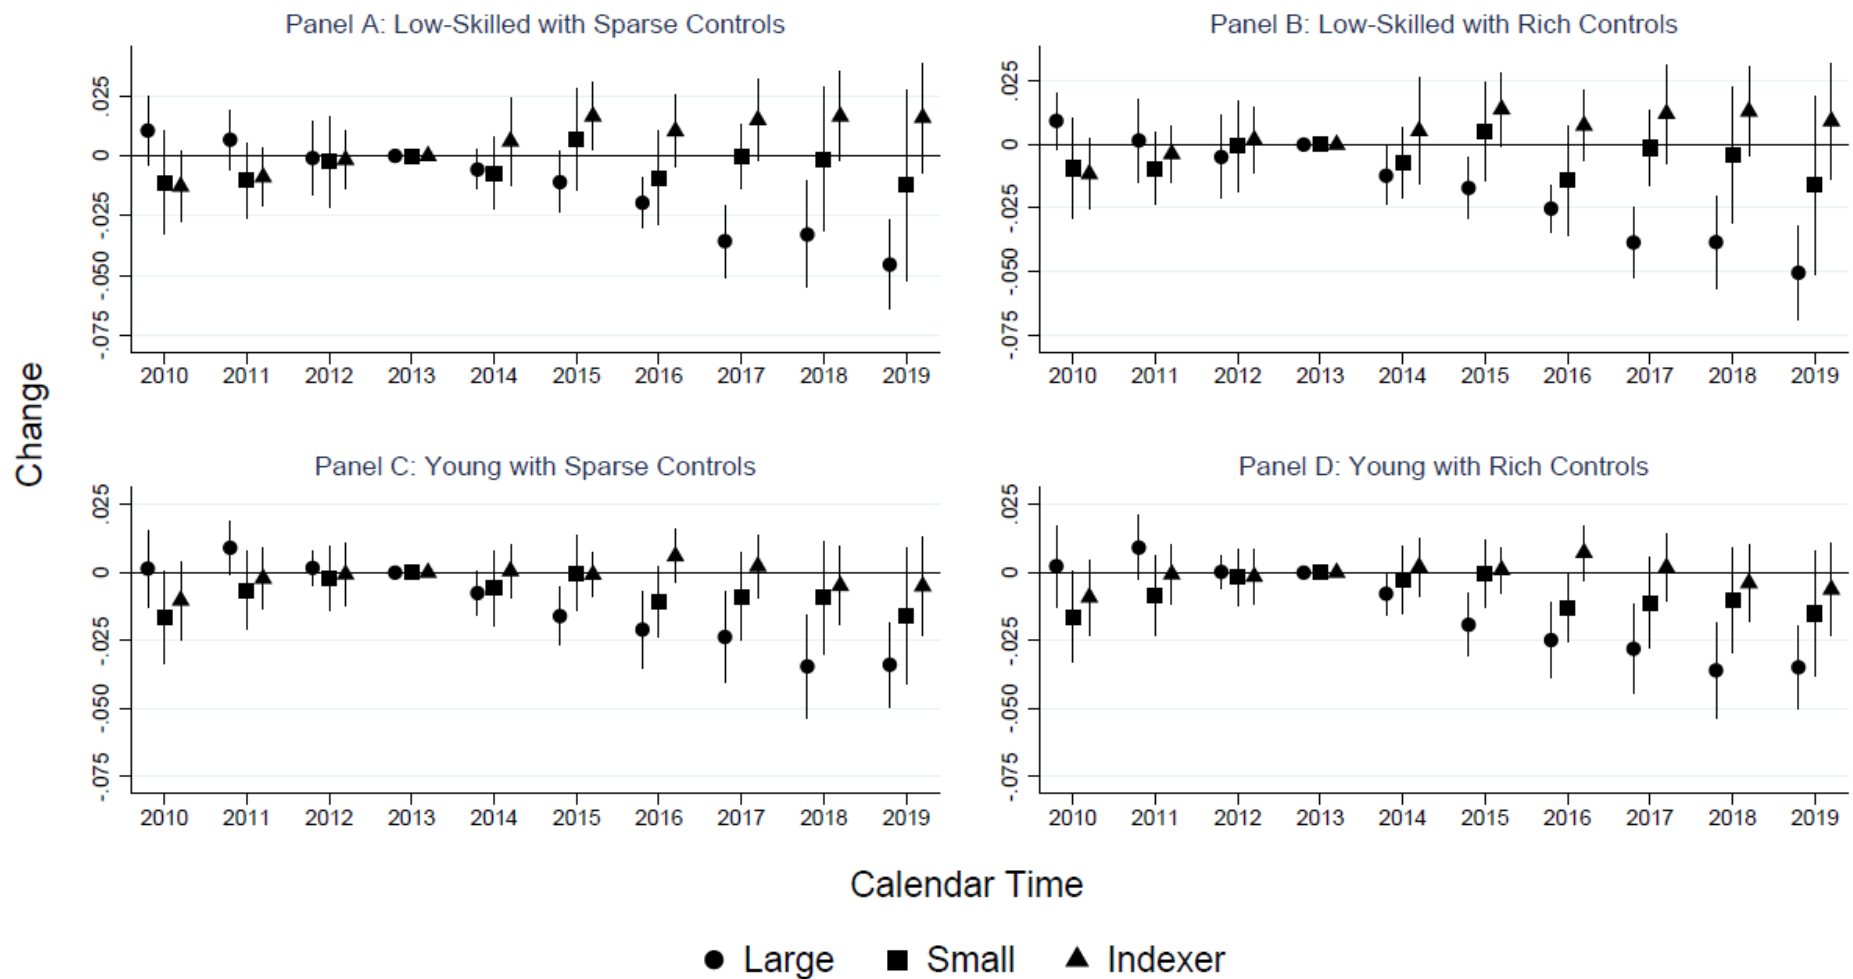 Panel A: Low-Skilled with Sparse Controls
.025
0
-.025
-.050
-.075
2010 2011 2012 2013 2014 2015 2016 2017 2018 2019
Panel B: Low-Skilled with Rich Controls
.025
0
-.025
-.050
-.075
2010 2011 2012 2013 2014 2015 2016 2017 2018 2019
Change
Panel C: Young with Sparse Controls
.025
0
-.025
-.050
-.075
2010 2011 2012 2013 2014 2015 2016 2017 2018 2019
Panel D: Young with Rich Controls
.025
0
-.025
-.050
-.075
2010 2011 2012 2013 2014 2015 2016 2017 2018 2019
Calendar Time
Large Small Indexer